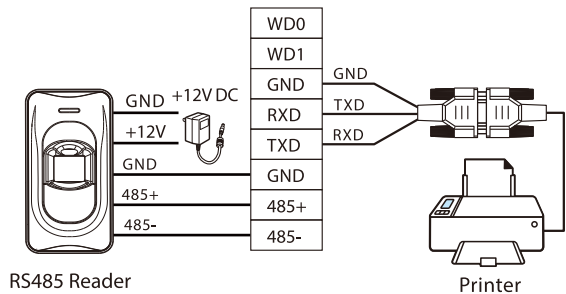 WD0
WD1
GND
RXD
TXD
GND
485+
485-
GND
+12V DC
+12V
GND
485+
485-
GND
TXD
RXD
RS485 Reader
Printer